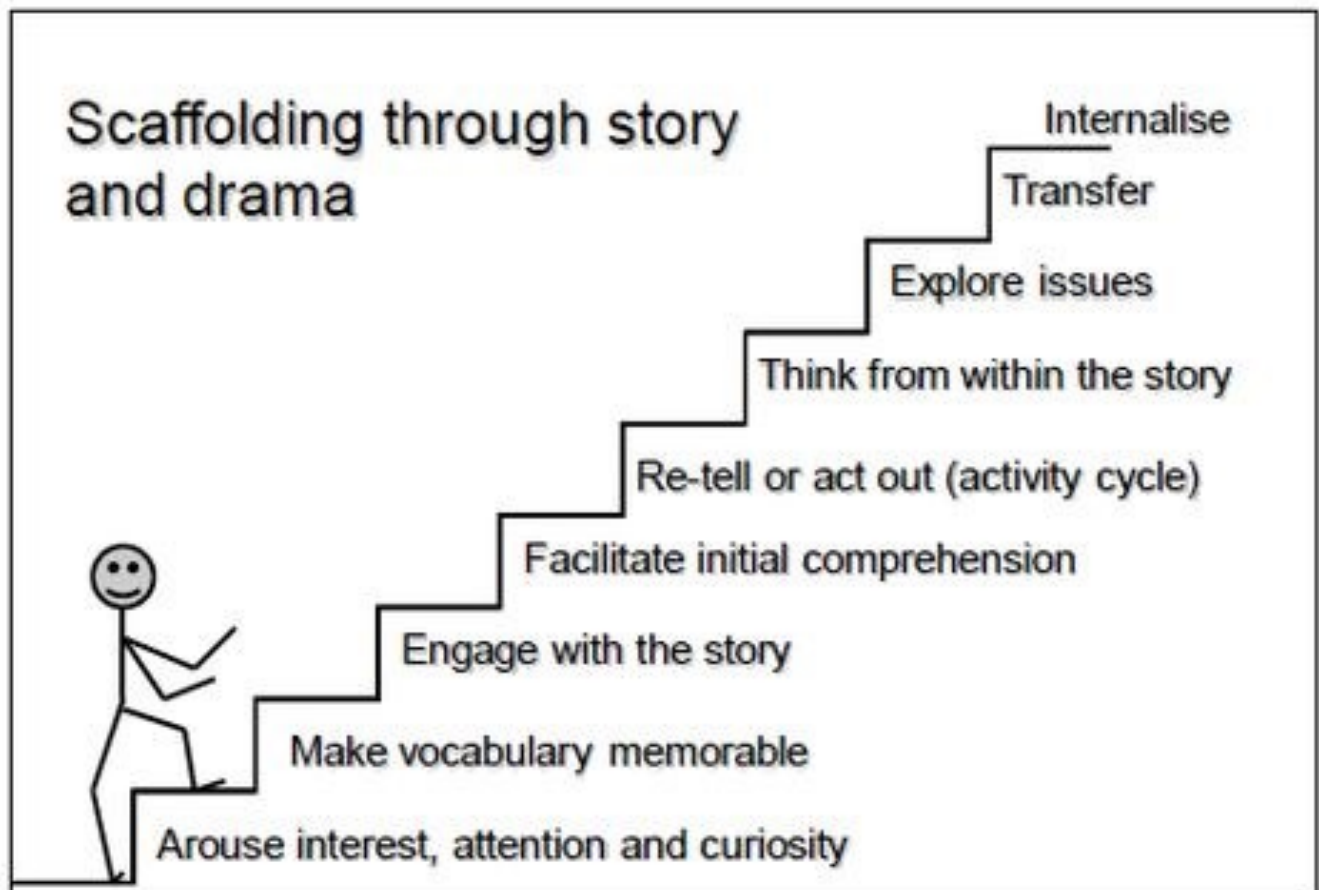 Scaffolding through story
and drama
Internalise
Transfer
Explore issues
Think from within the story
Re-tell or act out (activity cycle)
Facilitate initial comprehension
Engage with the story
Make vocabulary memorable
Arouse interest, attention and curiosity